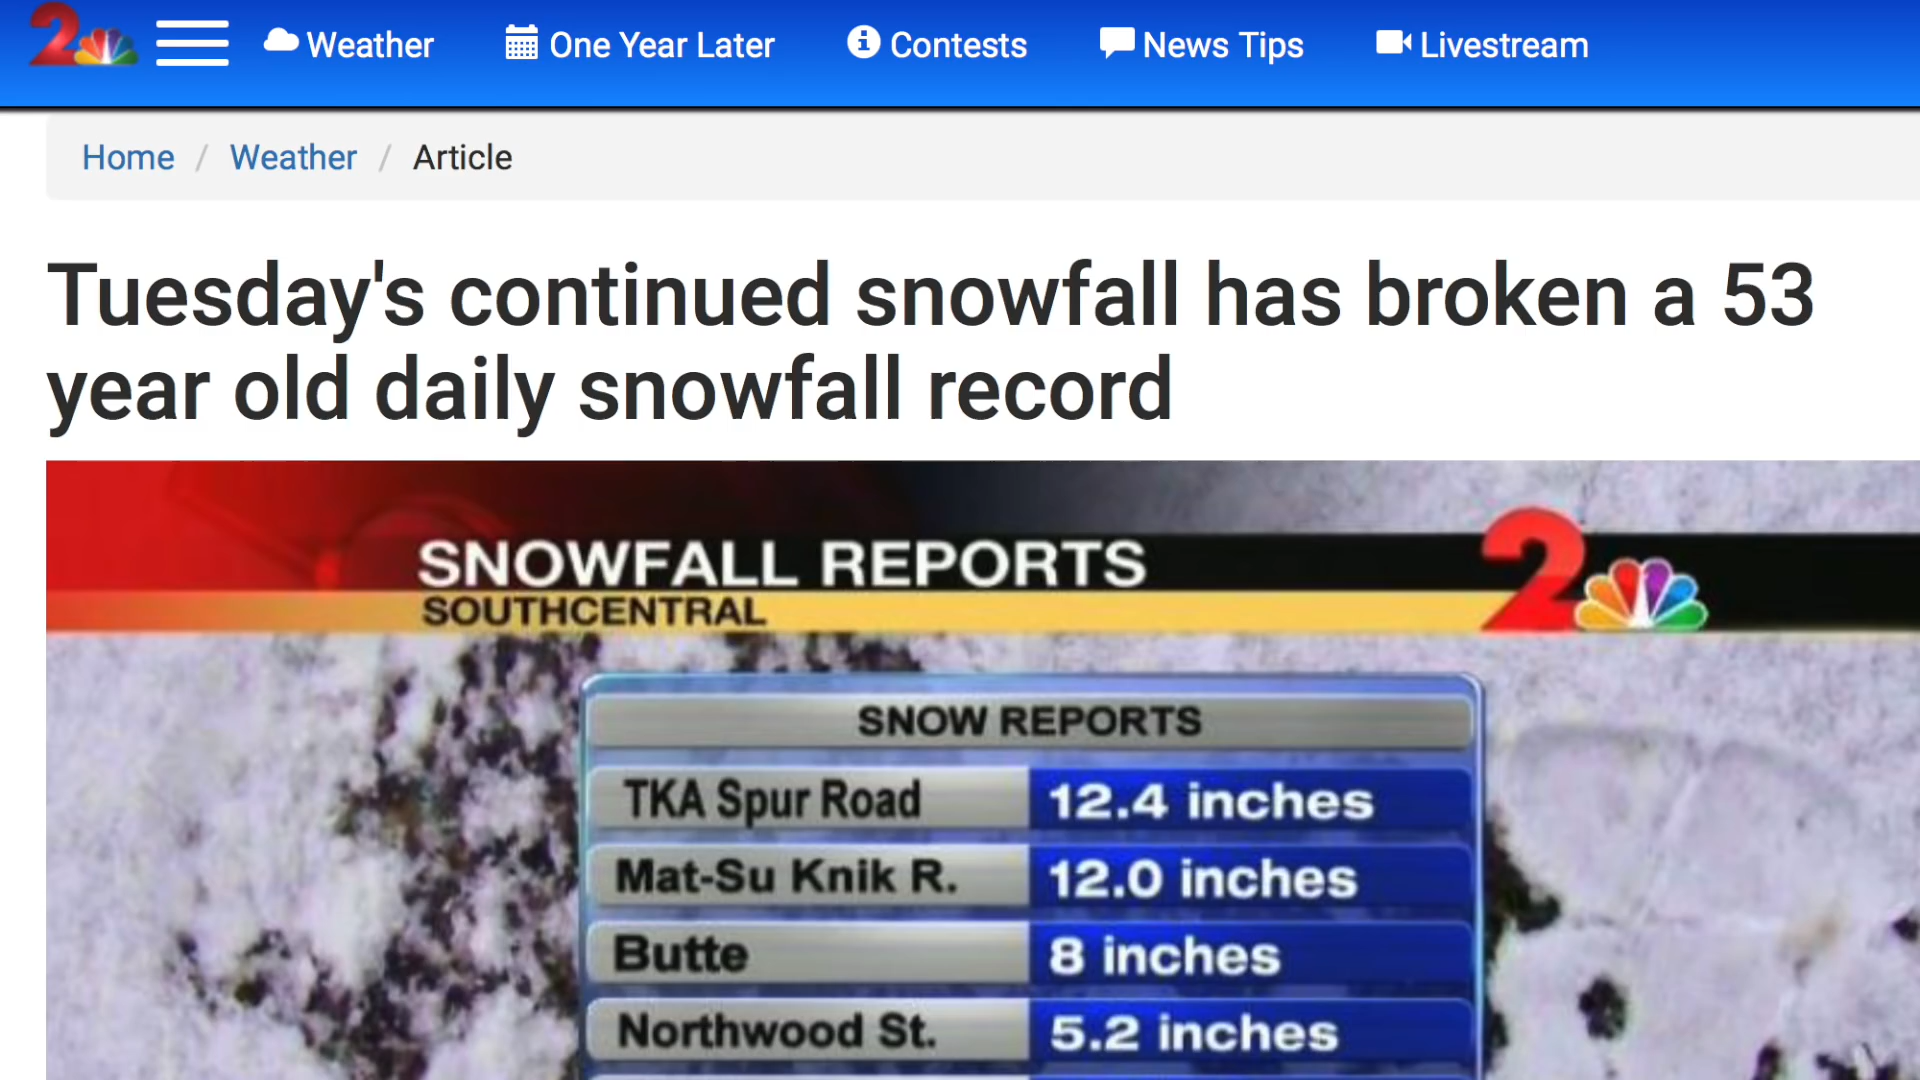 2 Weather One Year Later Contests News Tips Livestream
Home / Weather / Article
Tuesday's continued snowfall has broken a 53
year old daily snowfall record
SNOWFALL REPORTS
SOUTHCENTRAL
2
SNOW REPORTS
TKA Spur Road 12.4 inches
Mat-Su Knik R. 12.0 inches
Butte 8 inches
Northwood St. 5.2 inches